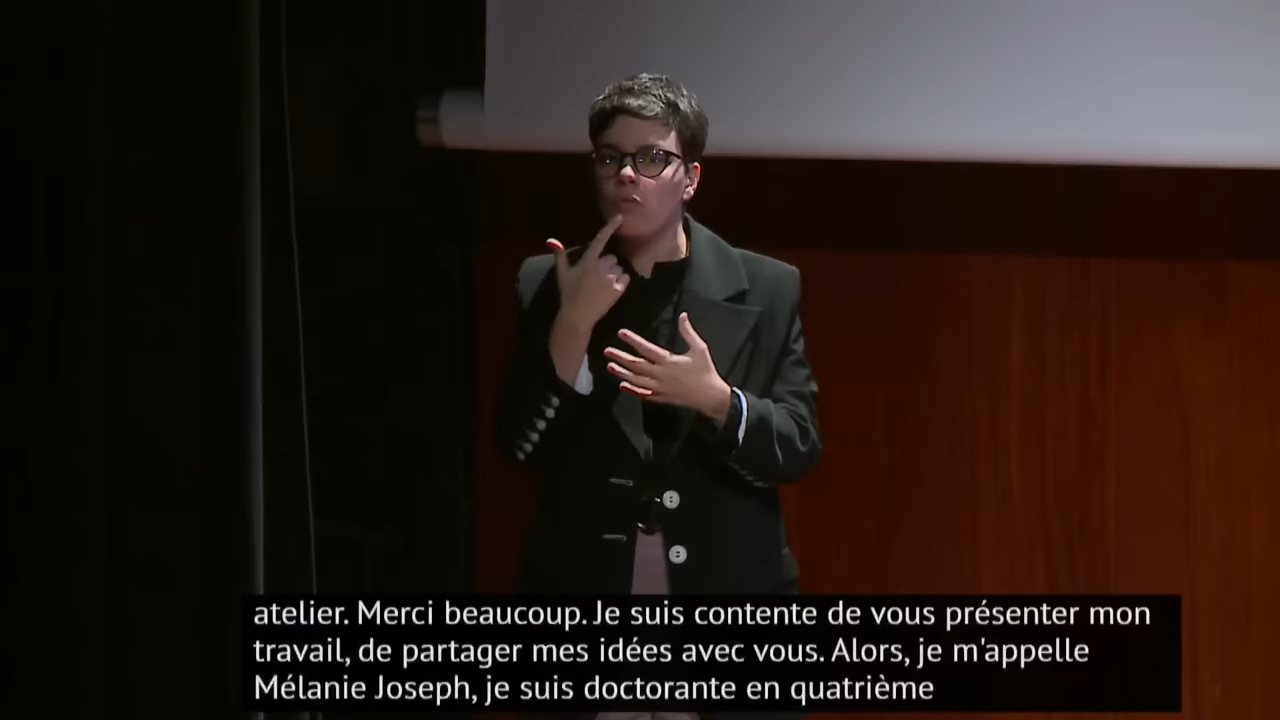 atelier. Merci beaucoup. Je suis contente de vous présenter mon
travail, de partager mes idées avec vous. Alors, je m'appelle
Mélanie Joseph, je suis doctorante en quatrième